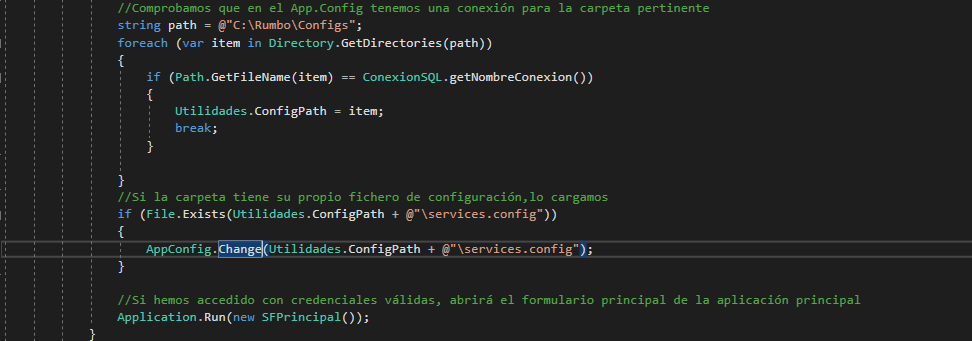 //Comprobamos que en el App.Config tenemos una conexión para la carpeta pertinente
string path = @"C:\Rumbo\Configs";
foreach (var item in Directory.GetDirectories(path))
{
if (Path.GetFileName(item) == ConexionSQL.getNombreConexion())
{
Utilidades.ConfigPath = item;
break;
}
}
//Si la carpeta tiene su propio fichero de configuración,lo cargamos
if (File.Exists(Utilidades.ConfigPath + @"\services.config"))
{
AppConfig.Change(Utilidades.ConfigPath + @"\services.config");
}
//Si hemos accedido con credenciales válidas, abrirá el formulario principal de la aplicación principal
Application.Run(new SFPrincipal());
}